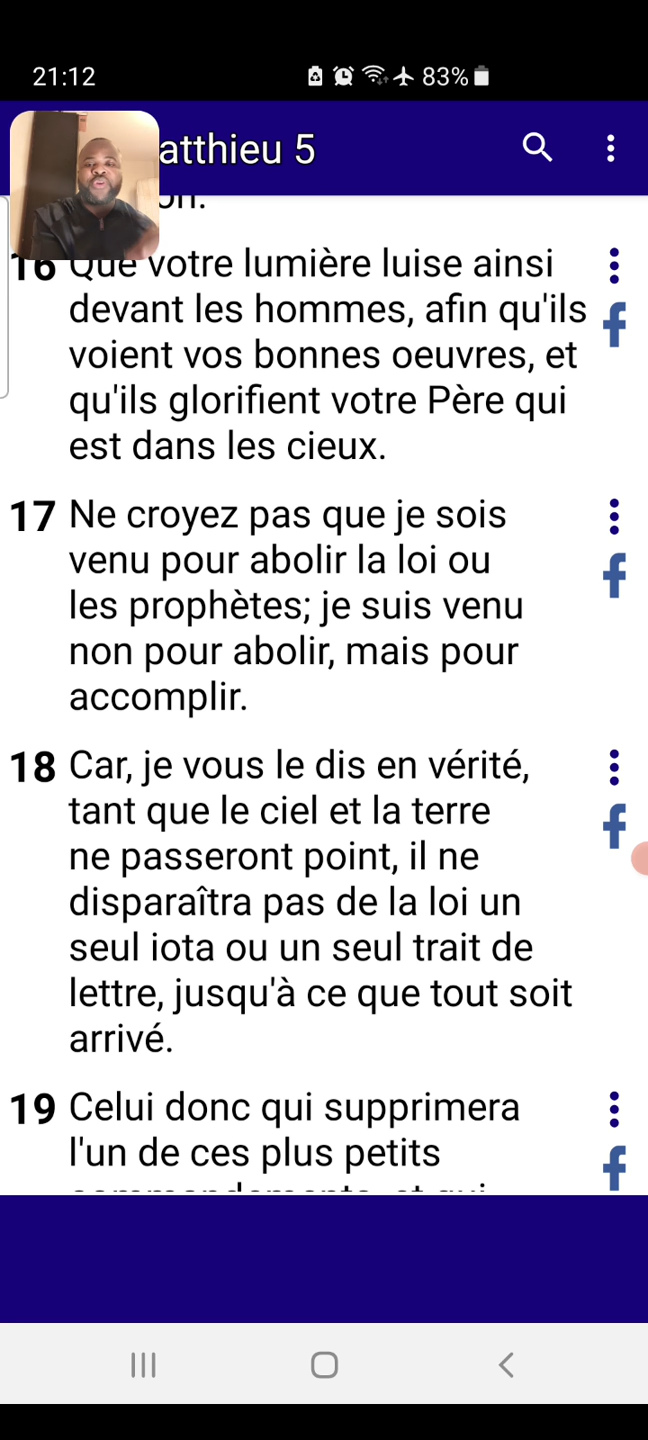 21:12
83%
atthieu 5
16 Que votre lumière luise ainsi
devant les hommes, afin qu'ils
voient vos bonnes oeuvres, et
qu'ils glorifient votre Père qui
est dans les cieux.
17 Ne croyez pas que je sois
venu pour abolir la loi ou
les prophètes; je suis venu
non pour abolir, mais pour
accomplir.
18 Car, je vous le dis en vérité,
tant que le ciel et la terre
ne passeront point, il ne
disparaîtra pas de la loi un
seul iota ou un seul trait de
lettre, jusqu'à ce que tout soit
arrivé.
19 Celui donc qui supprimera
l'un de ces plus petits